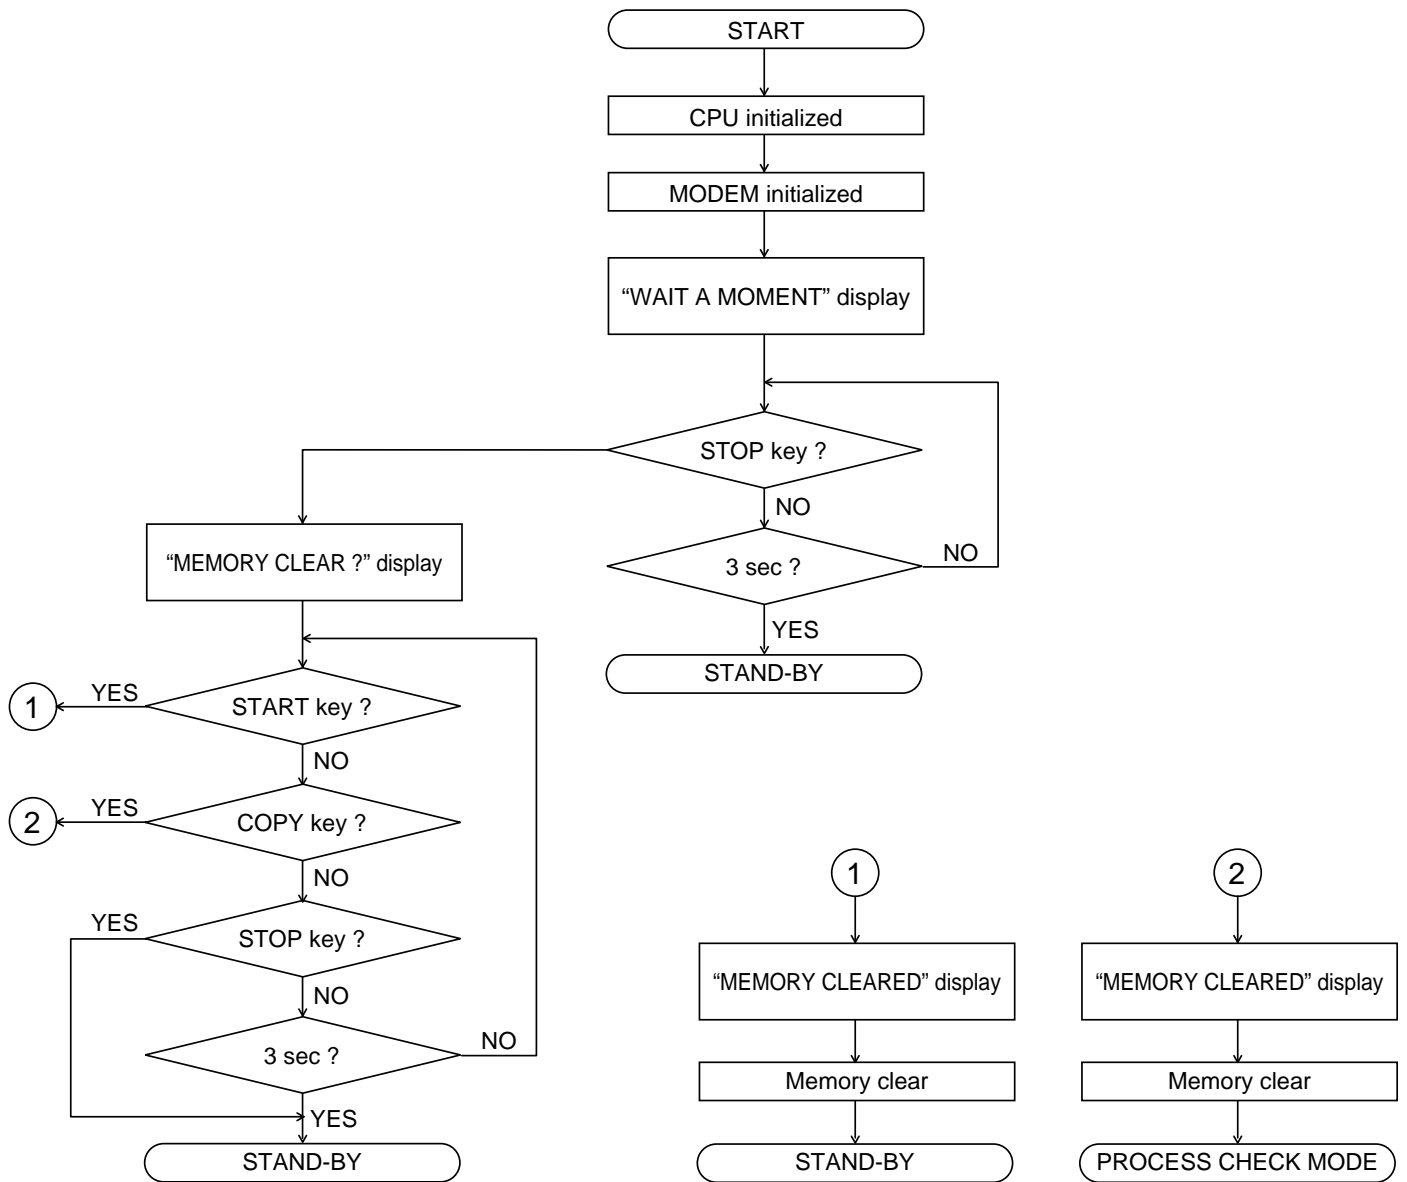 START
CPU initialized
MODEM initialized
“WAIT A MOMENT” display
STOP key ?
NO
“MEMORY CLEAR ?” display
3 sec ?
NO
YES
STAND-BY
1
YES
START key ?
NO
2
YES
COPY key ?
NO
YES
STOP key ?
NO
3 sec ?
NO
YES
STAND-BY
1
“MEMORY CLEARED” display
Memory clear
STAND-BY
2
“MEMORY CLEARED” display
Memory clear
PROCESS CHECK MODE